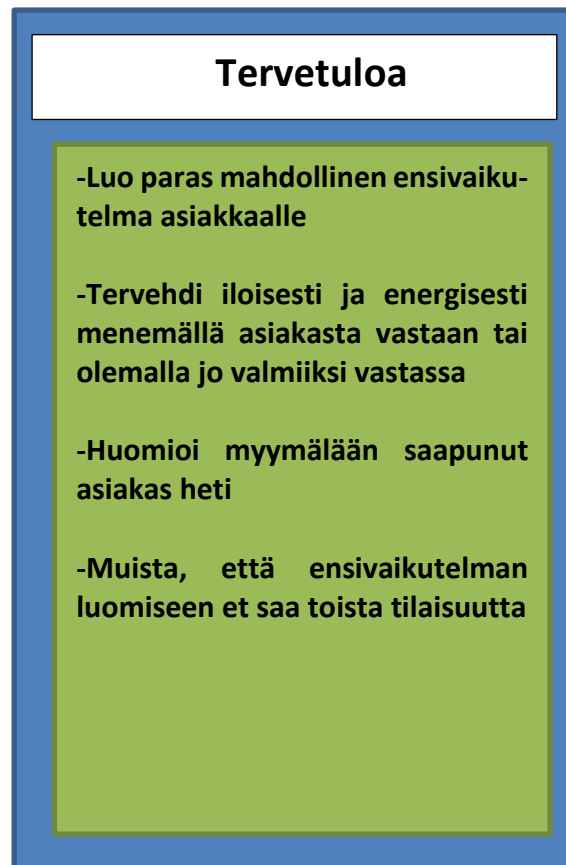 Tervetuloa
-Luo paras mahdollinen ensivaiku-
telma asiakkaalle
-Tervehdi iloisesti ja energisesti
menemällä asiakasta vastaan tai
olemalla jo valmiiksi vastassa
-Huomioi myymälään saapunut
asiakas heti
-Muista, että ensivaikutelman
luomiseen et saa toista tilaisuutta